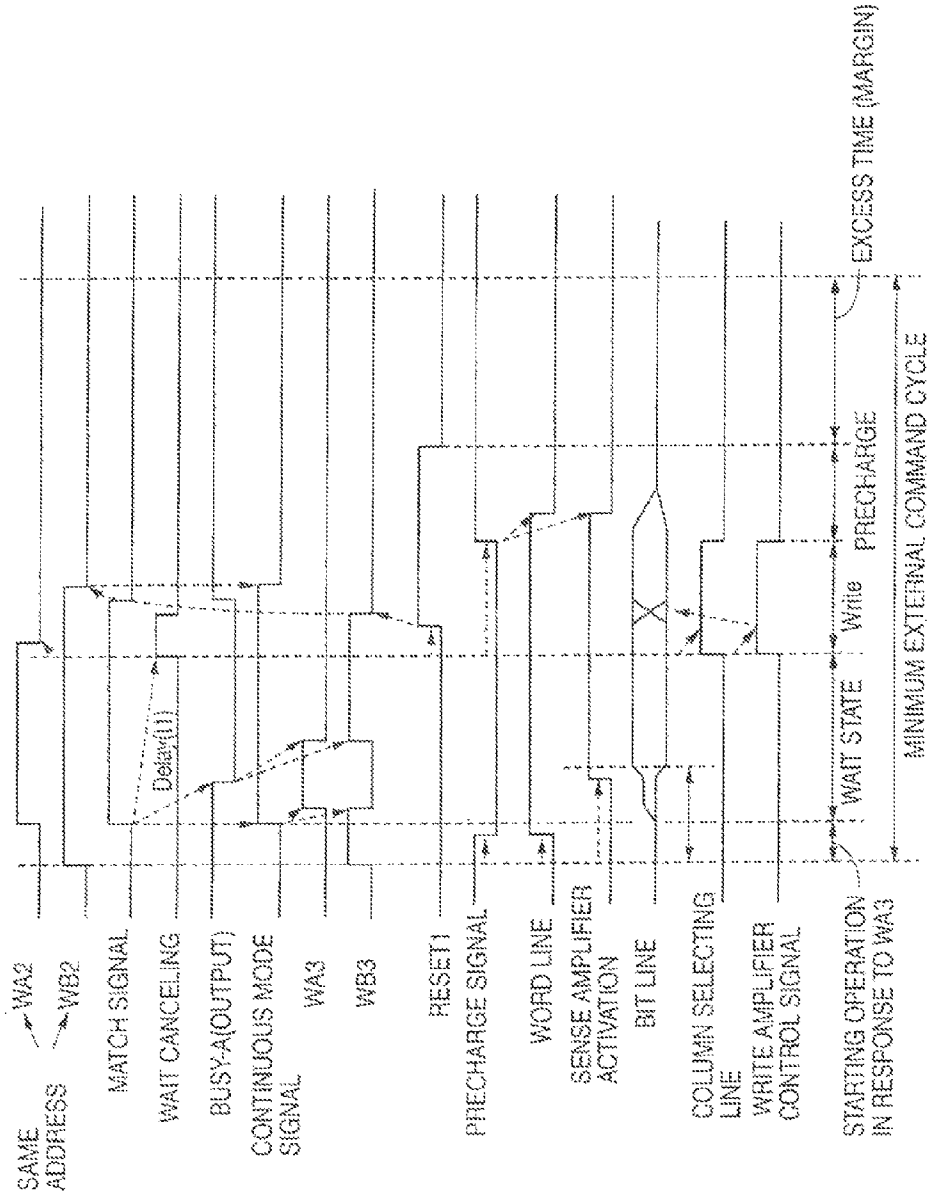 SAME
ADDRESS
WA2
WB2
MATCH SIGNAL
WAIT CANCELING
BUSY-A(OUTPUT)
CONTINUOUS MODE
SIGNAL
WA3
WB3
RESET1
PRECHARGE SIGNAL
WORD LINE
SENSE AMPLIFIER
ACTIVATION
BIT LINE
COLUMN SELECTING
LINE
WRITE AMPLIFIER
CONTROL SIGNAL
STARTING OPERATION
IN RESPONSE TO WA3
Delay(t1)
WAIT STATE
Write
PRECHARGE
EXCESS TIME (MARGIN)
MINIMUM EXTERNAL COMMAND CYCLE